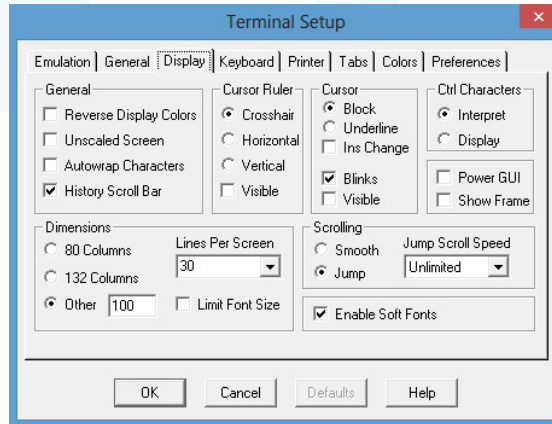 Terminal Setup
Emulation General Display Keyboard Printer Tabs Colors Preferences
General
Reverse Display Colors
Unscaled Screen
Autowrap Characters
History Scroll Bar
Cursor Ruler
Crosshair
Horizontal
Vertical
Visible
Cursor
Block
Underline
Ins Change
Blinks
Visible
Ctrl Characters
Interpret
Display
Power GUI
Show Frame
Dimensions
80 Columns
132 Columns
Other 100
Lines Per Screen
30
Limit Font Size
Scrolling
Smooth
Jump
Jump Scroll Speed
Unlimited
Enable Soft Fonts
OK Cancel Defaults Help